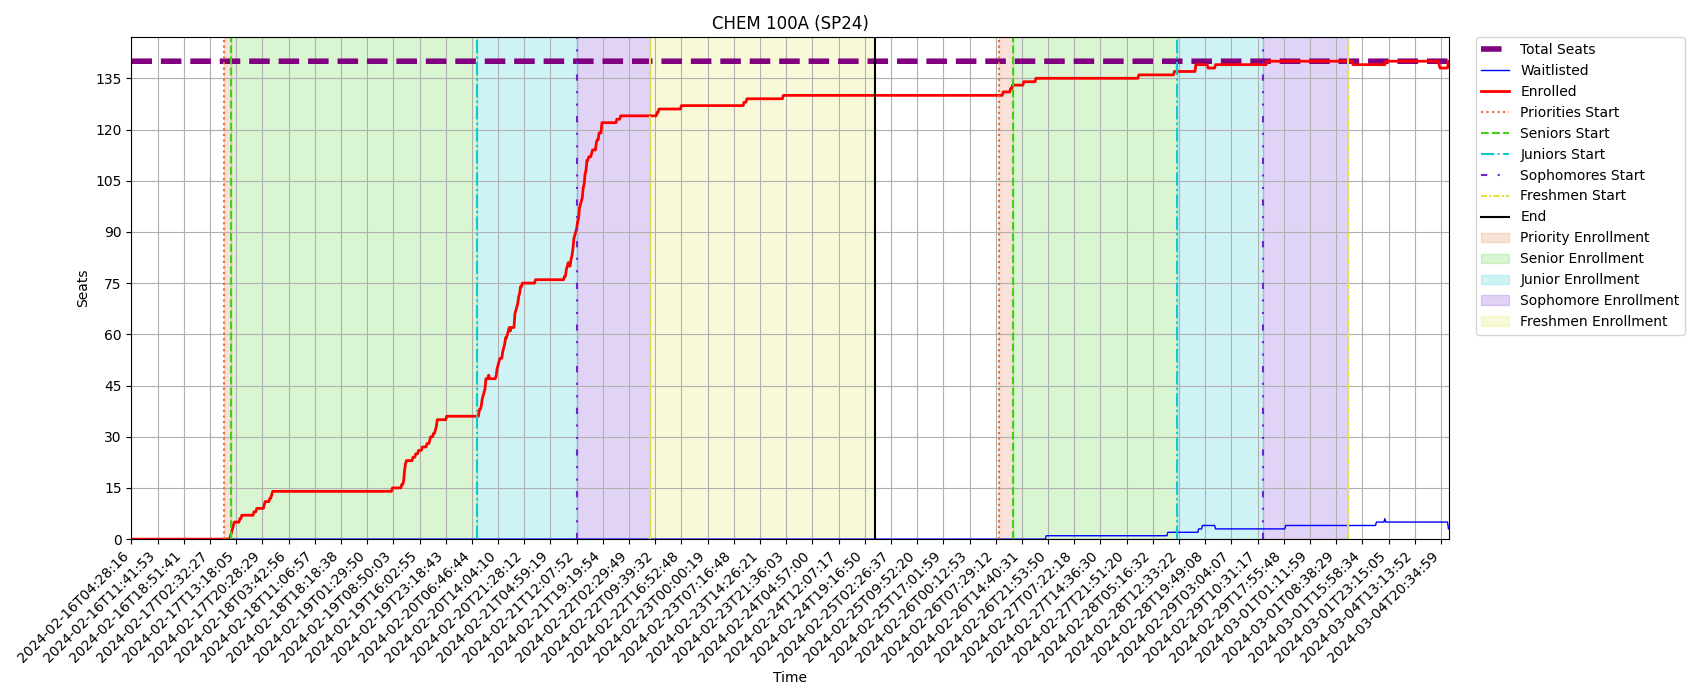 CHEM 100A (SP24)
Seats
135
120
105
90
75
60
45
30
15
0
2024-02-16T04:28:16
2024-02-16T11:41:53
2024-02-16T18:51:41
2024-02-17T02:32:27
2024-02-17T13:18:05
2024-02-17T20:28:29
2024-02-18T03:42:56
2024-02-18T11:06:57
2024-02-18T18:18:38
2024-02-19T01:29:50
2024-02-19T08:50:03
2024-02-19T16:02:55
2024-02-19T23:18:43
2024-02-20T06:46:44
2024-02-20T14:04:10
2024-02-20T21:28:12
2024-02-21T04:59:19
2024-02-21T12:07:52
2024-02-21T19:19:54
2024-02-22T02:29:49
2024-02-22T09:39:32
2024-02-22T16:52:48
2024-02-23T00:00:19
2024-02-23T07:16:48
2024-02-23T14:26:21
2024-02-23T21:36:03
2024-02-24T04:57:00
2024-02-24T12:07:17
2024-02-24T19:16:50
2024-02-25T02:26:37
2024-02-25T09:52:20
2024-02-25T17:01:59
2024-02-26T00:12:53
2024-02-26T07:29:12
2024-02-26T14:40:31
2024-02-26T21:53:50
2024-02-27T07:22:18
2024-02-27T14:36:30
2024-02-27T21:51:20
2024-02-28T05:16:32
2024-02-28T12:33:22
2024-02-28T19:49:08
2024-02-29T03:04:07
2024-02-29T10:31:17
2024-02-29T17:55:48
2024-03-01T01:11:59
2024-03-01T08:38:29
2024-03-01T15:58:34
2024-03-01T23:15:05
2024-03-04T13:13:52
2024-03-04T20:34:59
Time
Total Seats
Waitlisted
Enrolled
Priorities Start
Seniors Start
Juniors Start
Sophomores Start
Freshmen Start
End
Priority Enrollment
Senior Enrollment
Junior Enrollment
Sophomore Enrollment
Freshmen Enrollment